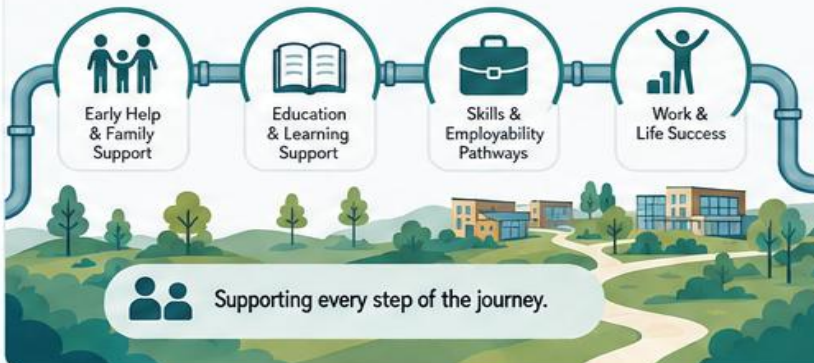 Early Help
& Family
Support
Education
& Learning
Support
Skills &
Employability
Pathways
Work &
Life Success
Supporting every step of the journey.